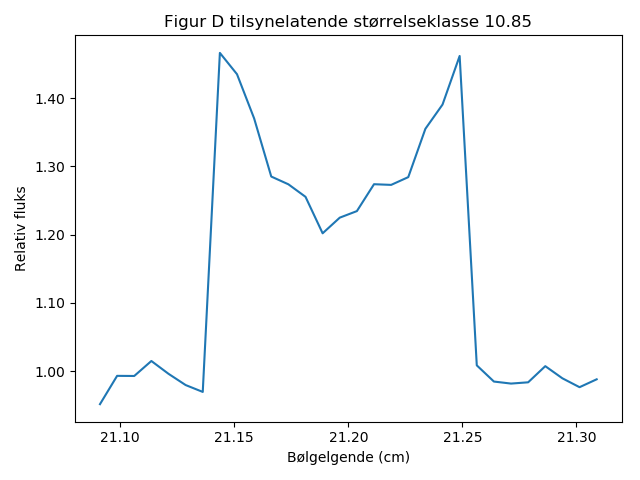 Figur D tilsynelatende størrelseklasse 10.85
Relativ fluks
1.40
1.30
1.20
1.10
1.00
21.10 21.15 21.20 21.25 21.30
Bølgelgende (cm)